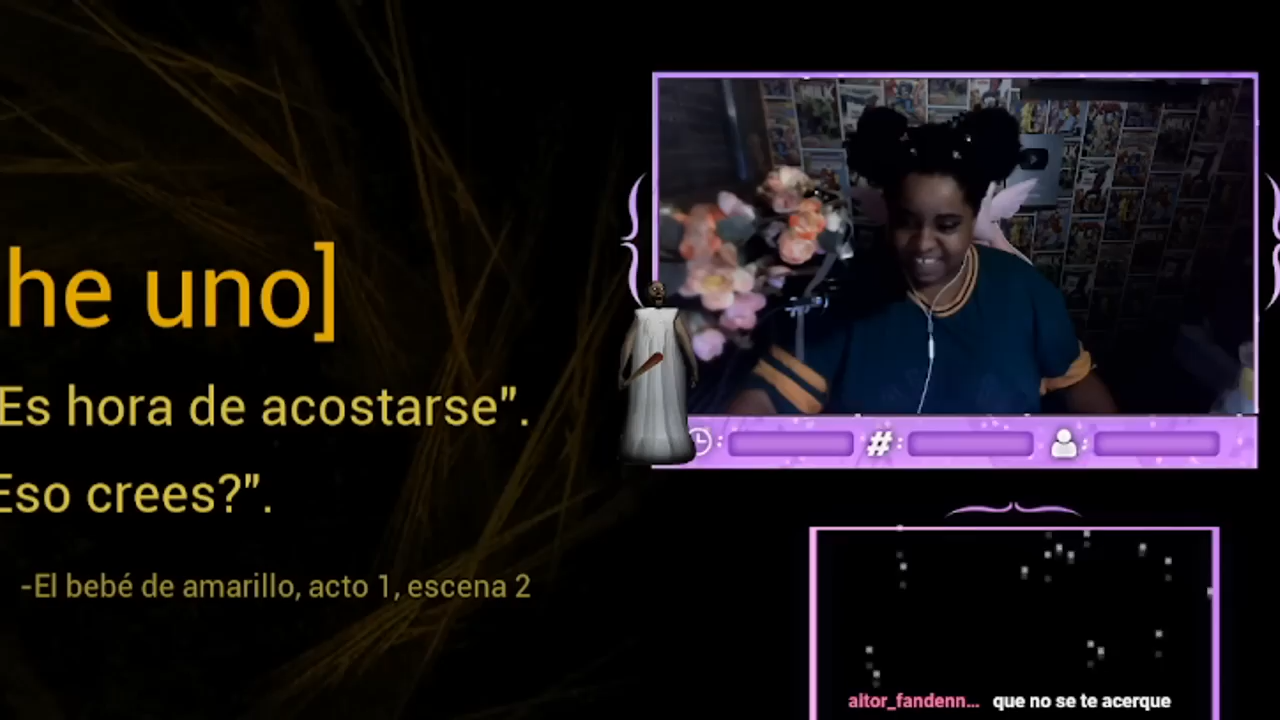 he uno]
Es hora de acostarse".
Eso crees?".
-El bebé de amarillo, acto 1, escena 2
#
altor_fandenn... que no se te acerque